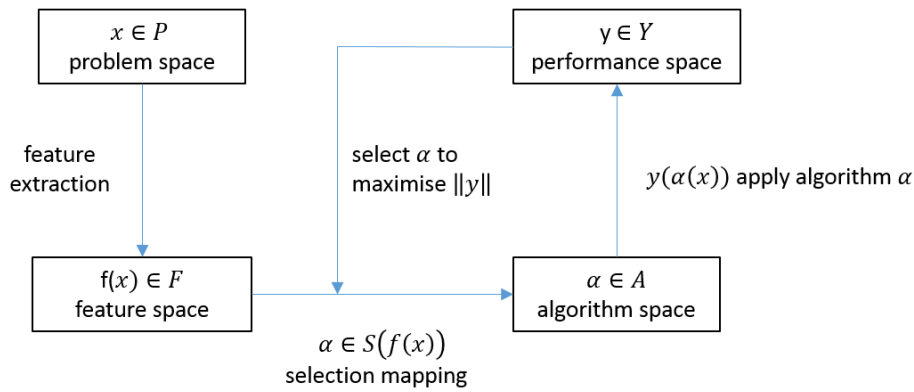 x ∈ P
problem space
y ∈ Y
performance space
feature
extraction
select α to
maximise ‖y‖
y(α(x)) apply algorithm α
f(x) ∈ F
feature space
α ∈ A
algorithm space
α ∈ S(f(x))
selection mapping